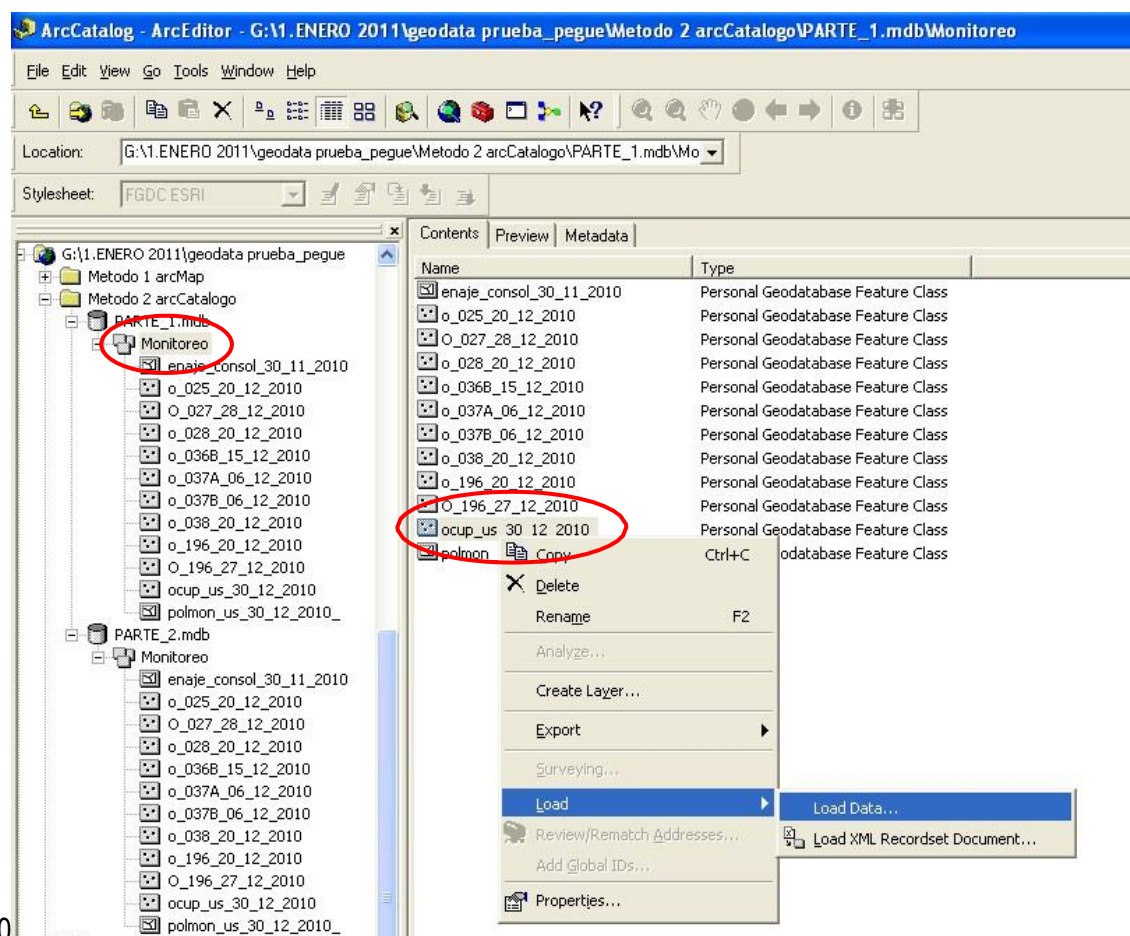 ArcCatalog - ArcEditor - G:\1.ENERO 2011\geodata prueba_pegue\Metodo 2 arcCatalogo\PARTE_1.mdb\Monitoreo
File Edit View Go Tools Window Help
Location: G:\1.ENERO 2011\geodata prueba_pegue\Metodo 2 arcCatalogo\PARTE_1.mdb\Mo
Stylesheet: FGDC ESRI
G:\1.ENERO 2011\geodata prueba_pegue
Metodo 1 arcMap
Metodo 2 arcCatalogo
PARTE_1.mdb
Monitoreo
enaje_consol_30_11_2010
o_025_20_12_2010
O_027_28_12_2010
o_028_20_12_2010
o_036B_15_12_2010
o_037A_06_12_2010
o_037B_06_12_2010
o_038_20_12_2010
o_196_20_12_2010
O_196_27_12_2010
ocup_us_30_12_2010
polmon_us_30_12_2010_
PARTE_2.mdb
Monitoreo
enaje_consol_30_11_2010
o_025_20_12_2010
O_027_28_12_2010
o_028_20_12_2010
o_036B_15_12_2010
o_037A_06_12_2010
o_037B_06_12_2010
o_038_20_12_2010
o_196_20_12_2010
O_196_27_12_2010
ocup_us_30_12_2010
polmon_us_30_12_2010_
0
Contents Preview Metadata
Name Type
enaje_consol_30_11_2010 Personal Geodatabase Feature Class
o_025_20_12_2010 Personal Geodatabase Feature Class
O_027_28_12_2010 Personal Geodatabase Feature Class
o_028_20_12_2010 Personal Geodatabase Feature Class
o_036B_15_12_2010 Personal Geodatabase Feature Class
o_037A_06_12_2010 Personal Geodatabase Feature Class
o_037B_06_12_2010 Personal Geodatabase Feature Class
o_038_20_12_2010 Personal Geodatabase Feature Class
o_196_20_12_2010 Personal Geodatabase Feature Class
O_196_27_12_2010 Personal Geodatabase Feature Class
ocup_us_30_12_2010 Personal Geodatabase Feature Class
polmon odatabase Feature Class
Copy Ctrl+C
Delete
Rename F2
Analyze...
Create Layer...
Export
Surveying...
Load
Review/Rematch Addresses...
Add Global IDs...
Properties...
Load Data...
Load XML Recordset Document...